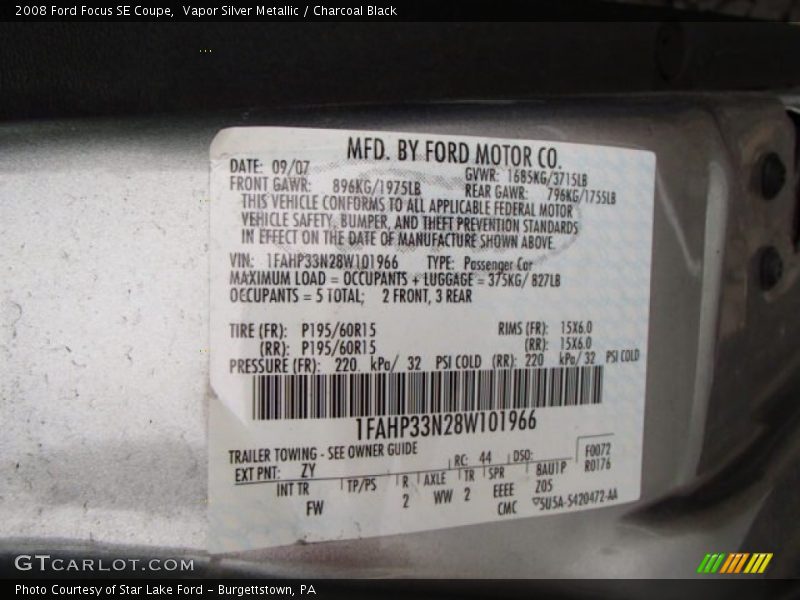 2008 Ford Focus SE Coupe, Vapor Silver Metallic / Charcoal Black
MFD. BY FORD MOTOR CO.
DATE: 09/07 GVWR: 1685KG/3715LB
FRONT GAWR: 896KG/1975LB REAR GAWR: 796KG/1755LB
THIS VEHICLE CONFORMS TO ALL APPLICABLE FEDERAL MOTOR
VEHICLE SAFETY, BUMPER, AND THEFT PREVENTION STANDARDS
IN EFFECT ON THE DATE OF MANUFACTURE SHOWN ABOVE.
VIN: 1FAHP33N28W101966 TYPE: Passenger Car
MAXIMUM LOAD = OCCUPANTS + LUGGAGE = 375KG/ 827LB
OCCUPANTS = 5 TOTAL; 2 FRONT, 3 REAR
TIRE (FR): P195/60R15 RIMS (FR): 15X6.0
(RR): P195/60R15 (RR): 15X6.0
PRESSURE (FR): 220 kPa/ 32 PSI COLD (RR): 220 kPa/ 32 PSI COLD
1FAHP33N28W101966
TRAILER TOWING - SEE OWNER GUIDE
EXT PNT: ZY RC: 44 DSO: F0072
INT TR TP/PS R AXLE TR SPR BAU1P R0176
FW 2 WW 2 EEEE Z05
CMC 5U5A-5420472-AA
GTCARLOT.COM
Photo Courtesy of Star Lake Ford - Burgettstown, PA